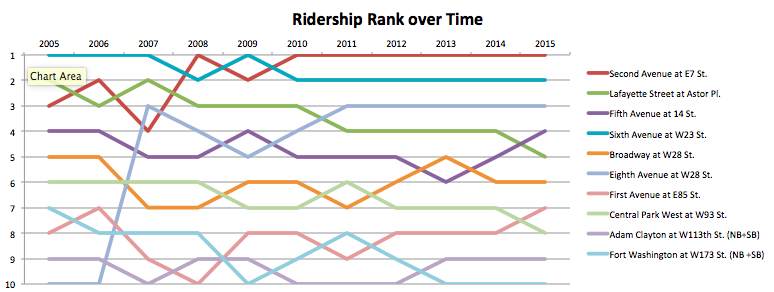 Ridership Rank over Time
2005 2006 2007 2008 2009 2010 2011 2012 2013 2014 2015
1
Chart Area
2
3
4
5
6
7
8
9
10
Second Avenue at E7 St.
Lafayette Street at Astor Pl.
Fifth Avenue at 14 St.
Sixth Avenue at W23 St.
Broadway at W28 St.
Eighth Avenue at W28 St.
First Avenue at E85 St.
Central Park West at W93 St.
Adam Clayton at W113th St. (NB+SB)
Fort Washington at W173 St. (NB +SB)